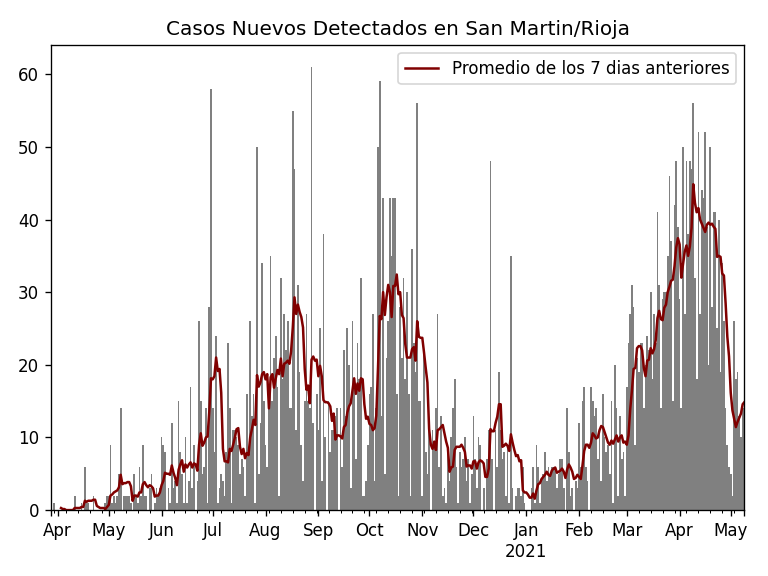 Casos Nuevos Detectados en San Martin/Rioja
Promedio de los 7 dias anteriores
60
50
40
30
20
10
0
Apr May Jun Jul Aug Sep Oct Nov Dec Jan Feb Mar Apr May
2021